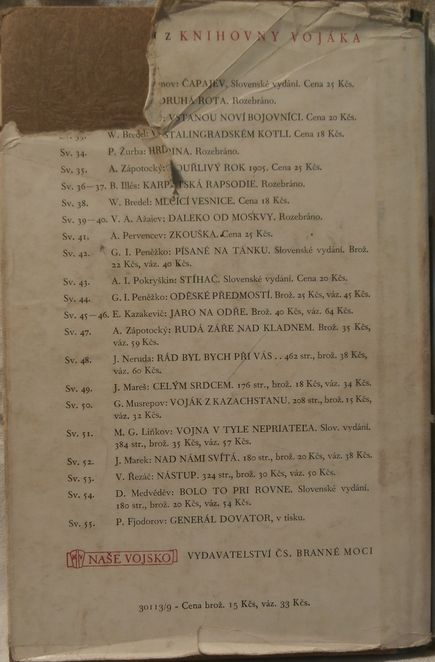 z KNIHOVNY VOJÁKA
nov: ČAPAJEV, Slovenské vydání. Cena 25 Kčs.
DRUHÁ ROTA. Rozebráno.
: VSTANOU NOVÍ BOJOVNÍCI. Cena 20 Kčs.
W. Bredel: V STALINGRADSKÉM KOTLI. Cena 18 Kčs.
Sv. 34. P. Žurba: HRDINA. Rozebráno.
Sv. 35. A. Zápotocký: BOUŘLIVÝ ROK 1905. Cena 25 Kčs.
Sv. 36—37. B. Illés: KARPATSKÁ RAPSODIE. Rozebráno.
Sv. 38. W. Bredel: MLČÍCÍ VESNICE. Cena 18 Kčs.
Sv. 39—40. V. A. Ažajev: DALEKO OD MOSKVY. Rozebráno.
Sv. 41. A. Pervencev: ZKOUŠKA. Cena 25 Kčs.
Sv. 42. G. I. Peněžko: PÍSANÉ NA TANKU. Slovenské vydání. Brož.
22 Kčs, váz. 40 Kčs.
Sv. 43. A. I. Pokryškin: STÍHAČ. Slovenské vydání. Cena 20 Kčs.
Sv. 44. G. I. Peněžko: ODĚSKÉ PŘEDMOSTÍ. Brož. 25 Kčs, váz. 45 Kčs.
Sv. 45—46. E. Kazakevič: JARO NA ODŘE. Brož. 40 Kčs, váz. 64 Kčs.
Sv. 47. A. Zápotocký: RUDÁ ZÁŘE NAD KLADNEM. Brož. 35 Kčs,
váz. 59 Kčs.
Sv. 48. J. Neruda: RÁD BYL BYCH PŘI VÁS . . 462 str., brož. 38 Kčs,
váz. 60 Kčs.
Sv. 49. J. Mareš: CELÝM SRDCEM. 176 str., brož. 18 Kčs, váz. 34 Kčs.
Sv. 50. G. Musrepov: VOJÁK Z KAZACHSTANU. 208 str., brož. 15 Kčs,
váz. 32 Kčs.
Sv. 51. M. G. Liňkov: VOJNA V TYLE NEPRIATEĽA. Slov. vydání.
384 str., brož. 35 Kčs, váz. 57 Kčs.
Sv. 52. J. Marek: NAD NÁMI SVÍTÁ. 180 str., brož. 20 Kčs, váz. 38 Kčs.
Sv. 53. V. Řezáč: NÁSTUP. 324 str., brož. 30 Kčs, váz. 50 Kčs.
Sv. 54. D. Medvěděv: BOLO TO PRI ROVNE. Slovenské vydání.
180 str., brož. 20 Kčs, váz. 54 Kčs.
Sv. 55. P. Fjodorov: GENERÁL DOVATOR, v tisku.
NAŠE VOJSKO VYDAVATELSTVÍ ČS. BRANNÉ MOCI
30113/9 - Cena brož. 15 Kčs, váz. 33 Kčs.